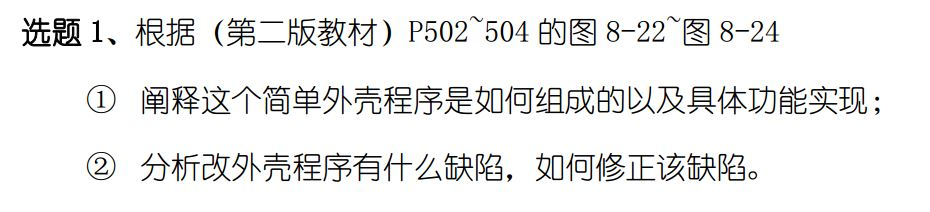 选题 1、根据（第二版教材）P502~504 的图 8-22~图 8-24
① 阐释这个简单外壳程序是如何组成的以及具体功能实现；
② 分析改外壳程序有什么缺陷，如何修正该缺陷。